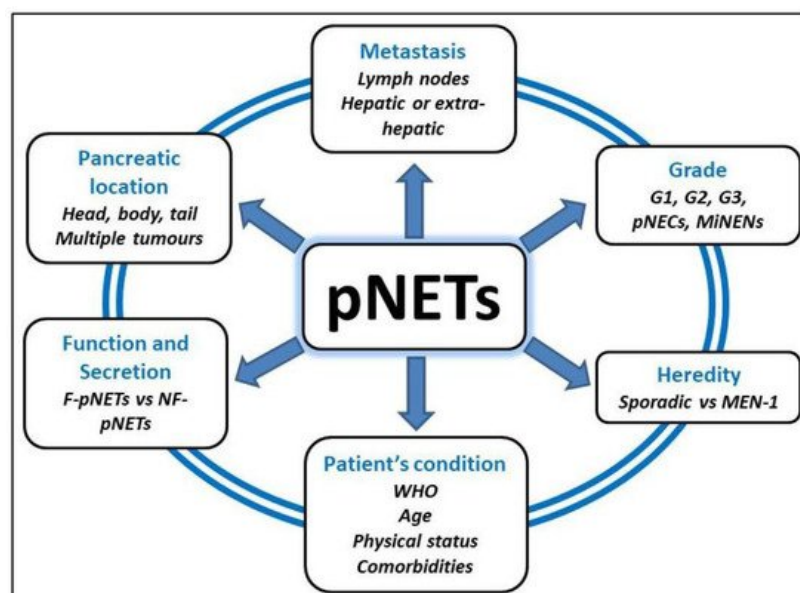 Metastasis
Lymph nodes
Hepatic or extra-
hepatic
Pancreatic
location
Head, body, tail
Multiple tumours
Grade
G1, G2, G3,
pNECs, MiNENs
pNETs
Function and
Secretion
F-pNETs vs NF-
pNETs
Heredity
Sporadic vs MEN-1
Patient's condition
WHO
Age
Physical status
Comorbidities